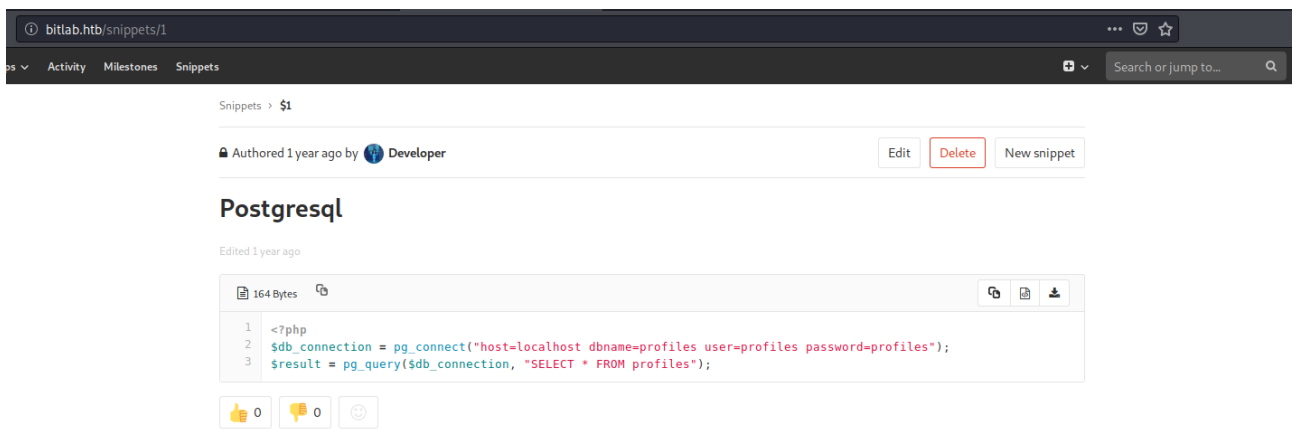 bitlab.htb/snippets/1
Activity Milestones Snippets Search or jump to...
Snippets > $1
Authored 1 year ago by Developer Edit Delete New snippet
Postgresql
Edited 1 year ago
164 Bytes
1 <?php
2 $db_connection = pg_connect("host=localhost dbname=profiles user=profiles password=profiles");
3 $result = pg_query($db_connection, "SELECT * FROM profiles");
0 0